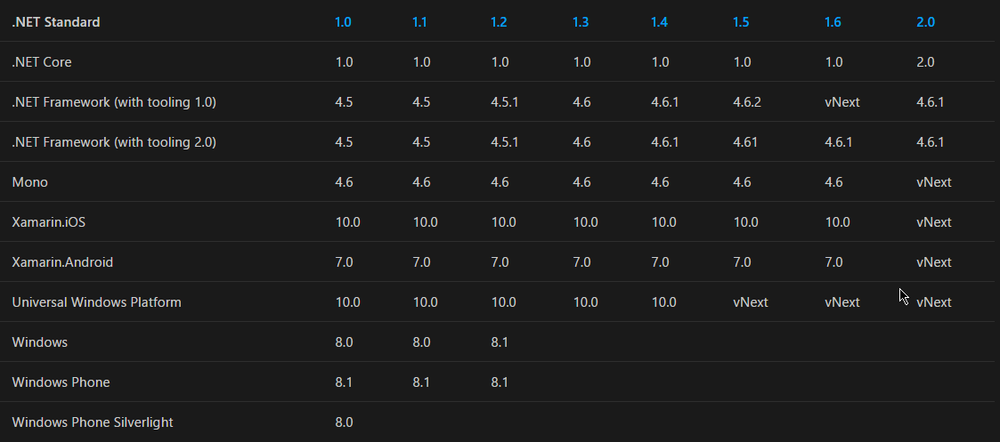 .NET Standard 1.0 1.1 1.2 1.3 1.4 1.5 1.6 2.0
.NET Core 1.0 1.0 1.0 1.0 1.0 1.0 1.0 2.0
.NET Framework (with tooling 1.0) 4.5 4.5 4.5.1 4.6 4.6.1 4.6.2 vNext 4.6.1
.NET Framework (with tooling 2.0) 4.5 4.5 4.5.1 4.6 4.6.1 4.61 4.6.1 4.6.1
Mono 4.6 4.6 4.6 4.6 4.6 4.6 4.6 vNext
Xamarin.iOS 10.0 10.0 10.0 10.0 10.0 10.0 10.0 vNext
Xamarin.Android 7.0 7.0 7.0 7.0 7.0 7.0 7.0 vNext
Universal Windows Platform 10.0 10.0 10.0 10.0 10.0 vNext vNext vNext
Windows 8.0 8.0 8.1
Windows Phone 8.1 8.1 8.1
Windows Phone Silverlight 8.0